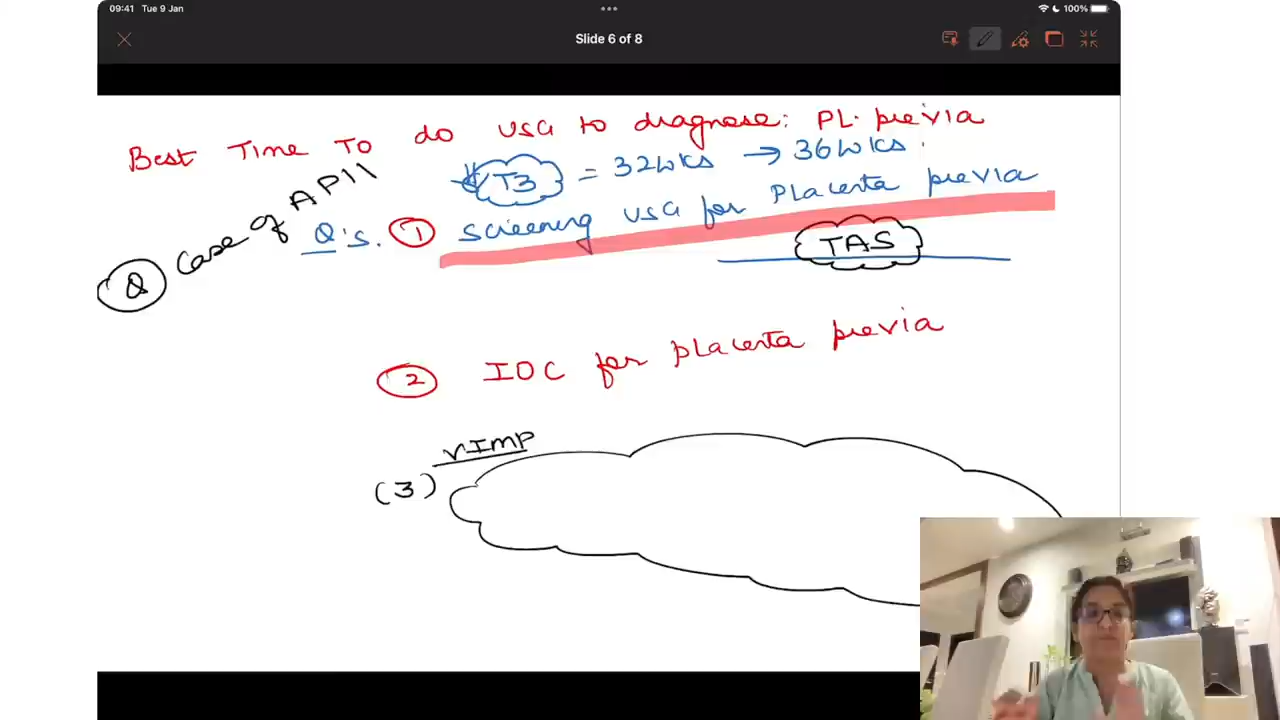 09:41 Tue 9 Jan
100%
Slide 6 of 8
Best Time To do USG to diagnose: PL. previa
T3 = 32wks → 36wks
Q's. 1 screening USG for Placenta previa
TAS
Q case of APH
2 IOC for placenta previa
vIMP
(3)